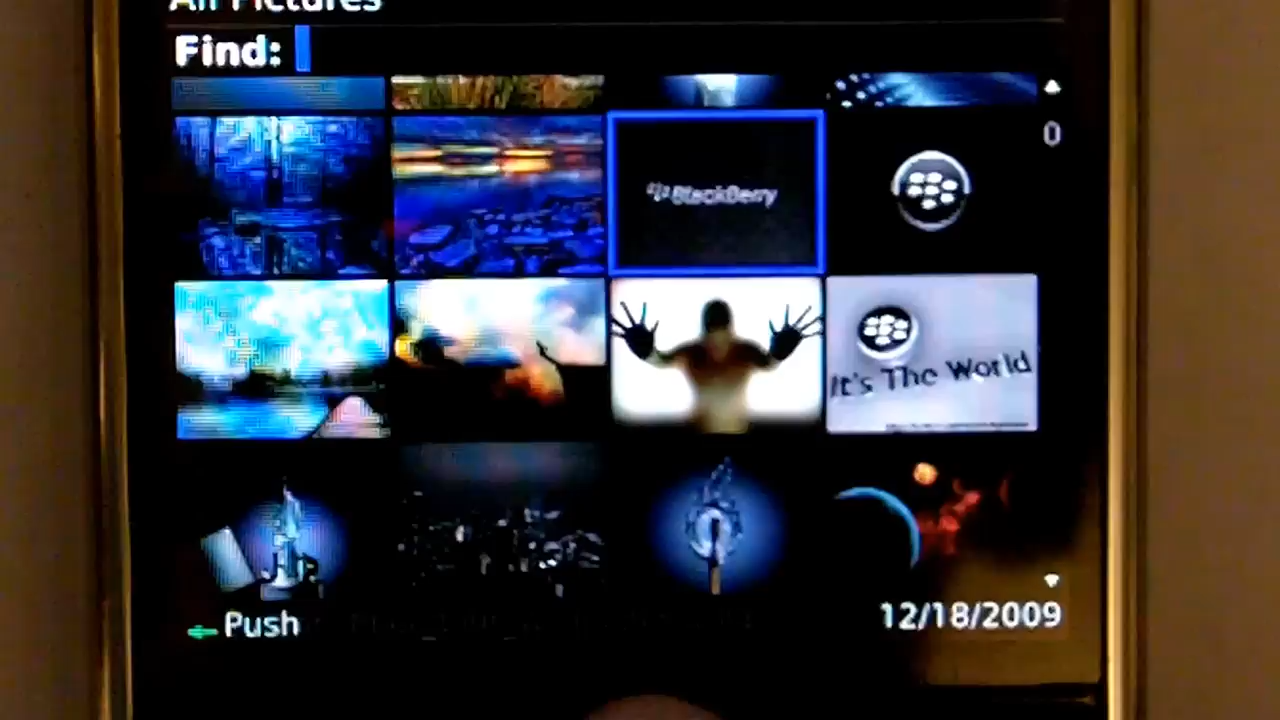 All Pictures
Find:
0
BlackBerry
It's The World
Push
12/18/2009